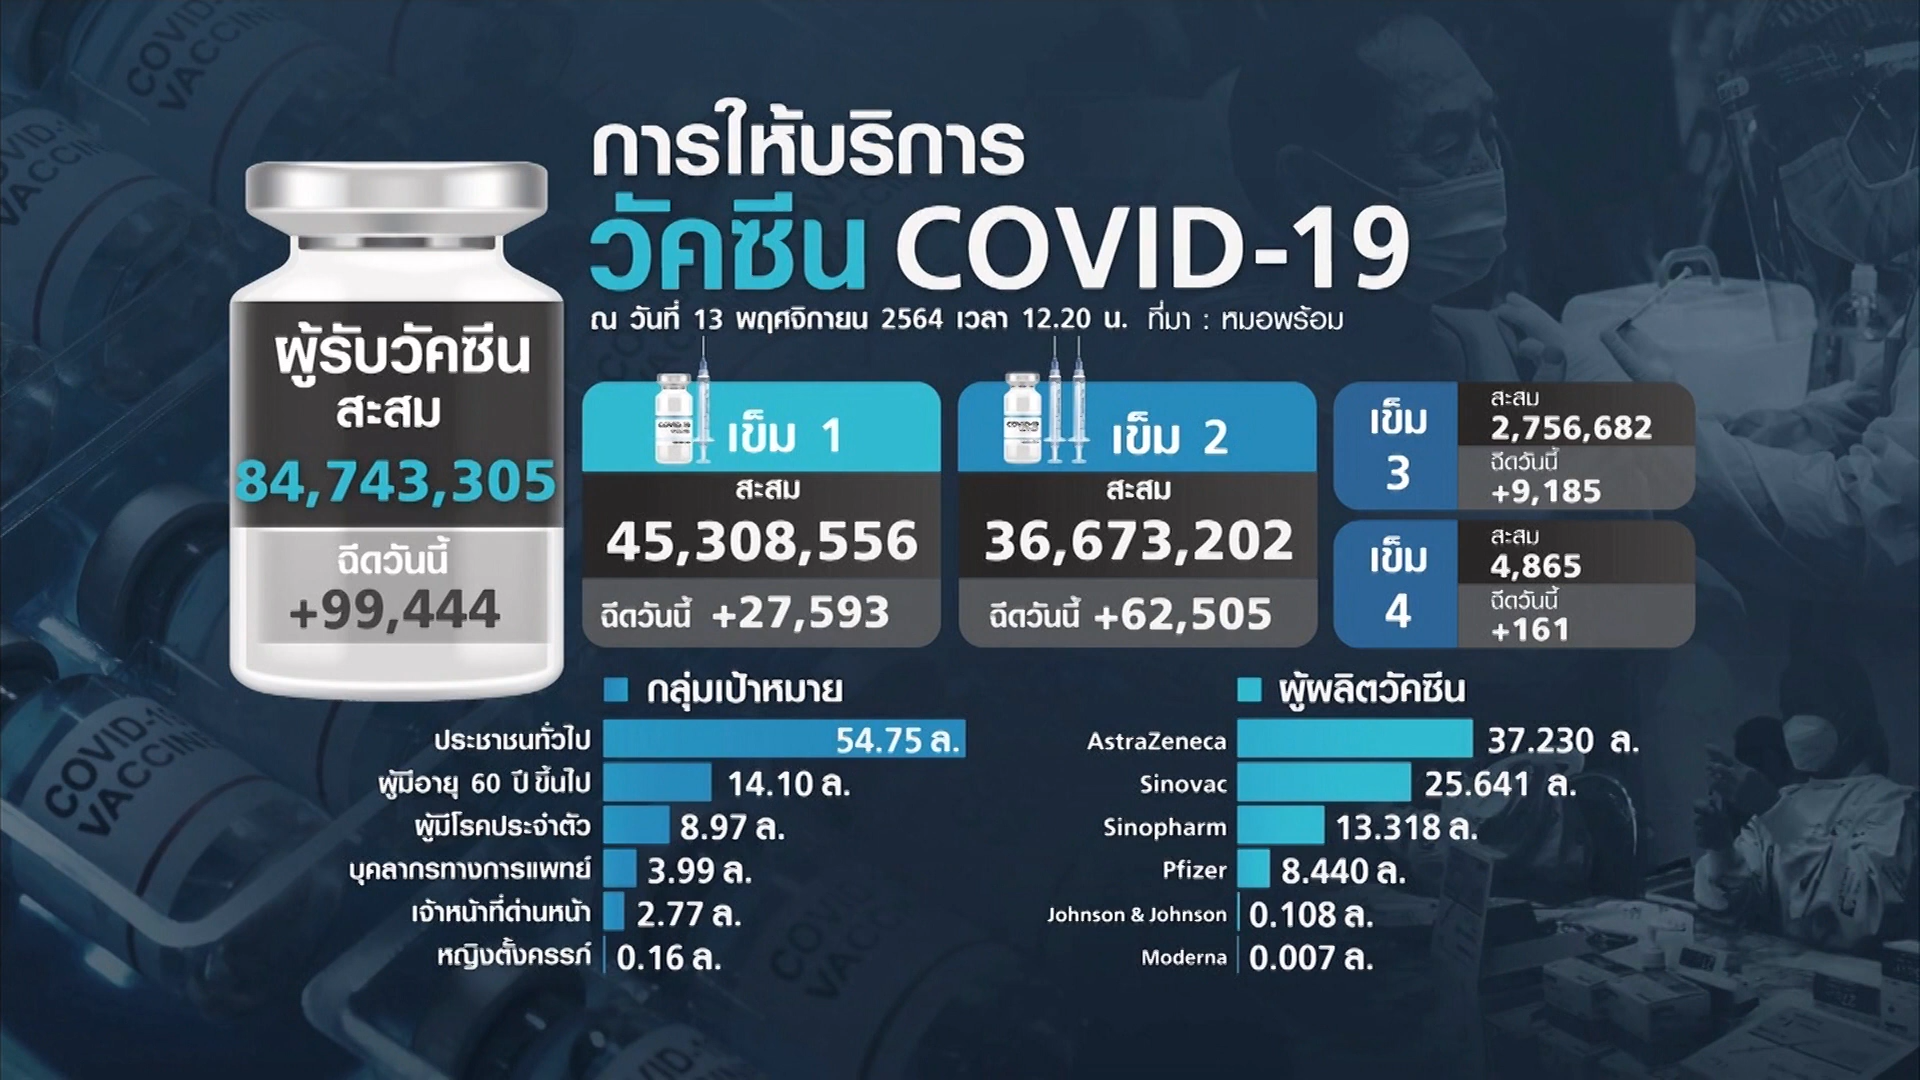 การให้บริการ
วัคซีน COVID-19
ณ วันที่ 13 พฤศจิกายน 2564 เวลา 12.20 น. ที่มา : หมอพร้อม
ผู้รับวัคซีน
สะสม
84,743,305
ฉีดวันนี้
+99,444
เข็ม 1
สะสม
45,308,556
ฉีดวันนี้ +27,593
เข็ม 2
สะสม
36,673,202
ฉีดวันนี้ +62,505
เข็ม
3
สะสม
2,756,682
ฉีดวันนี้
+9,185
เข็ม
4
สะสม
4,865
ฉีดวันนี้
+161
กลุ่มเป้าหมาย
ประชาชนทั่วไป 54.75 ล.
ผู้มีอายุ 60 ปี ขึ้นไป 14.10 ล.
ผู้มีโรคประจำตัว 8.97 ล.
บุคลากรทางการแพทย์ 3.99 ล.
เจ้าหน้าที่ด่านหน้า 2.77 ล.
หญิงตั้งครรภ์ 0.16 ล.
ผู้ผลิตวัคซีน
AstraZeneca 37.230 ล.
Sinovac 25.641 ล.
Sinopharm 13.318 ล.
Pfizer 8.440 ล.
Johnson & Johnson 0.108 ล.
Moderna 0.007 ล.
COVID-19
VACCINE